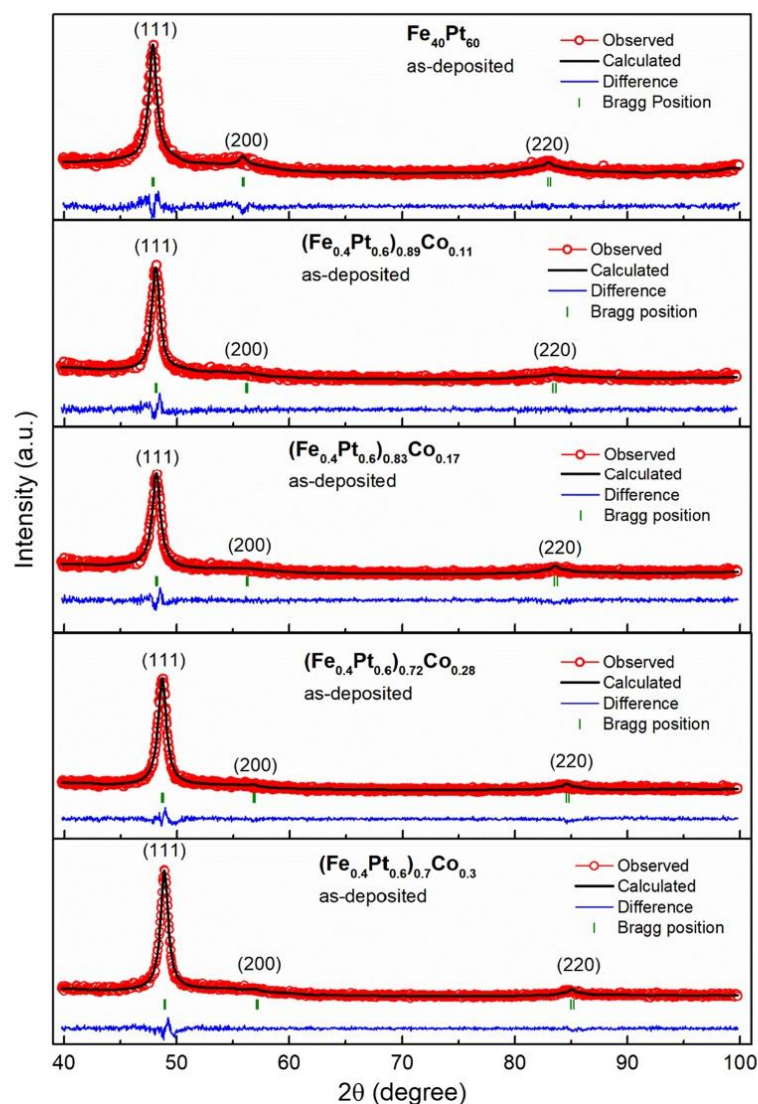 Fe40Pt60
as-deposited
(111)
(200)
(220)
Observed
Calculated
Difference
Bragg Position
(Fe0.4Pt0.6)0.89Co0.11
as-deposited
(111)
(200)
(220)
Observed
Calculated
Difference
Bragg position
(Fe0.4Pt0.6)0.83Co0.17
as-deposited
(111)
(200)
(220)
Observed
Calculated
Difference
Bragg position
(Fe0.4Pt0.6)0.72Co0.28
as-deposited
(111)
(200)
(220)
Observed
Calculated
Difference
Bragg position
(Fe0.4Pt0.6)0.7Co0.3
as-deposited
(111)
(200)
(220)
Observed
Calculated
Difference
Bragg position
Intensity (a.u.)
40 50 60 70 80 90 100
2θ (degree)